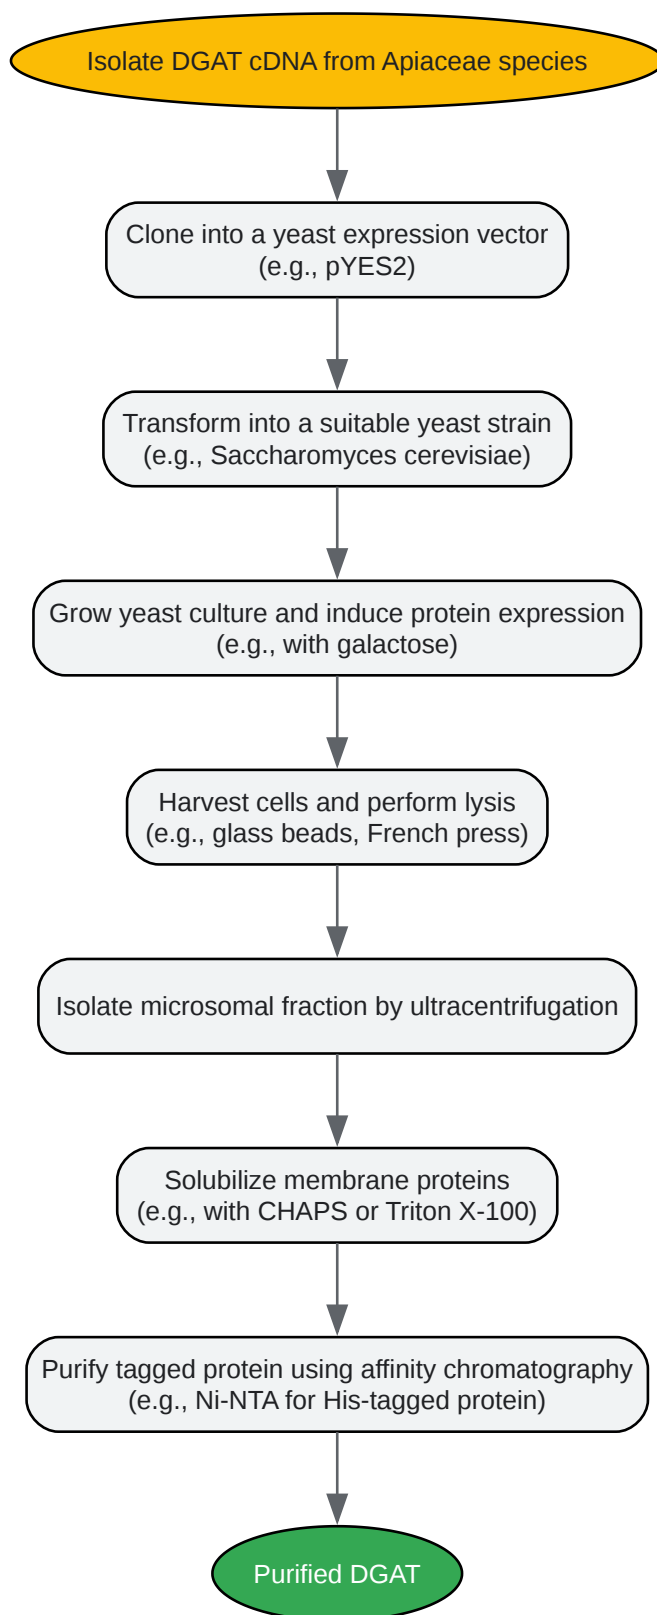 Isolate DGAT cDNA from Apiaceae species
Clone into a yeast expression vector
(e.g., pYES2)
Transform into a suitable yeast strain
(e.g., Saccharomyces cerevisiae)
Grow yeast culture and induce protein expression
(e.g., with galactose)
Harvest cells and perform lysis
(e.g., glass beads, French press)
Isolate microsomal fraction by ultracentrifugation
Solubilize membrane proteins
(e.g., with CHAPS or Triton X-100)
Purify tagged protein using affinity chromatography
(e.g., Ni-NTA for His-tagged protein)
Purified DGAT